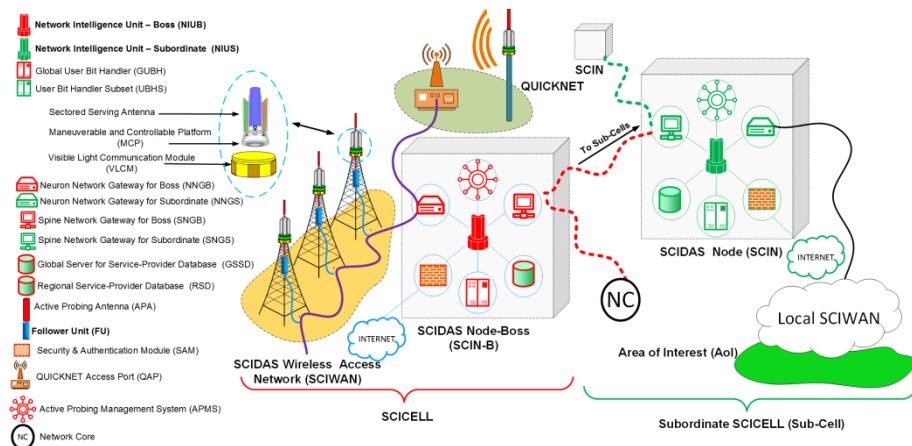 Network Intelligence Unit – Boss (NIUB)
Network Intelligence Unit – Subordinate (NIUS)
Global User Bit Handler (GUBH)
User Bit Handler Subset (UBHS)
Sectored Serving Antenna
Maneuverable and Controllable Platform
(MCP)
Visible Light Communication Module
(VLCM)
Neuron Network Gateway for Boss (NNGB)
Neuron Network Gateway for Subordinate (NNGS)
Spine Network Gateway for Boss (SNGB)
Spine Network Gateway for Subordinate (SNGS)
Global Server for Service-Provider Database (GSSD)
Regional Service-Provider Database (RSD)
Active Probing Antenna (APA)
Follower Unit (FU)
Security & Authentication Module (SAM)
QUICKNET Access Port (QAP)
Active Probing Management System (APMS)
NC Network Core
QUICKNET
SCIN
To Sub-Cells
INTERNET
SCIDAS Wireless Access
Network (SCIWAN)
SCIDAS Node-Boss
(SCIN-B)
NC
SCICELL
SCIDAS Node (SCIN)
INTERNET
Local SCIWAN
Area of Interest (AoI)
Subordinate SCICELL (Sub-Cell)